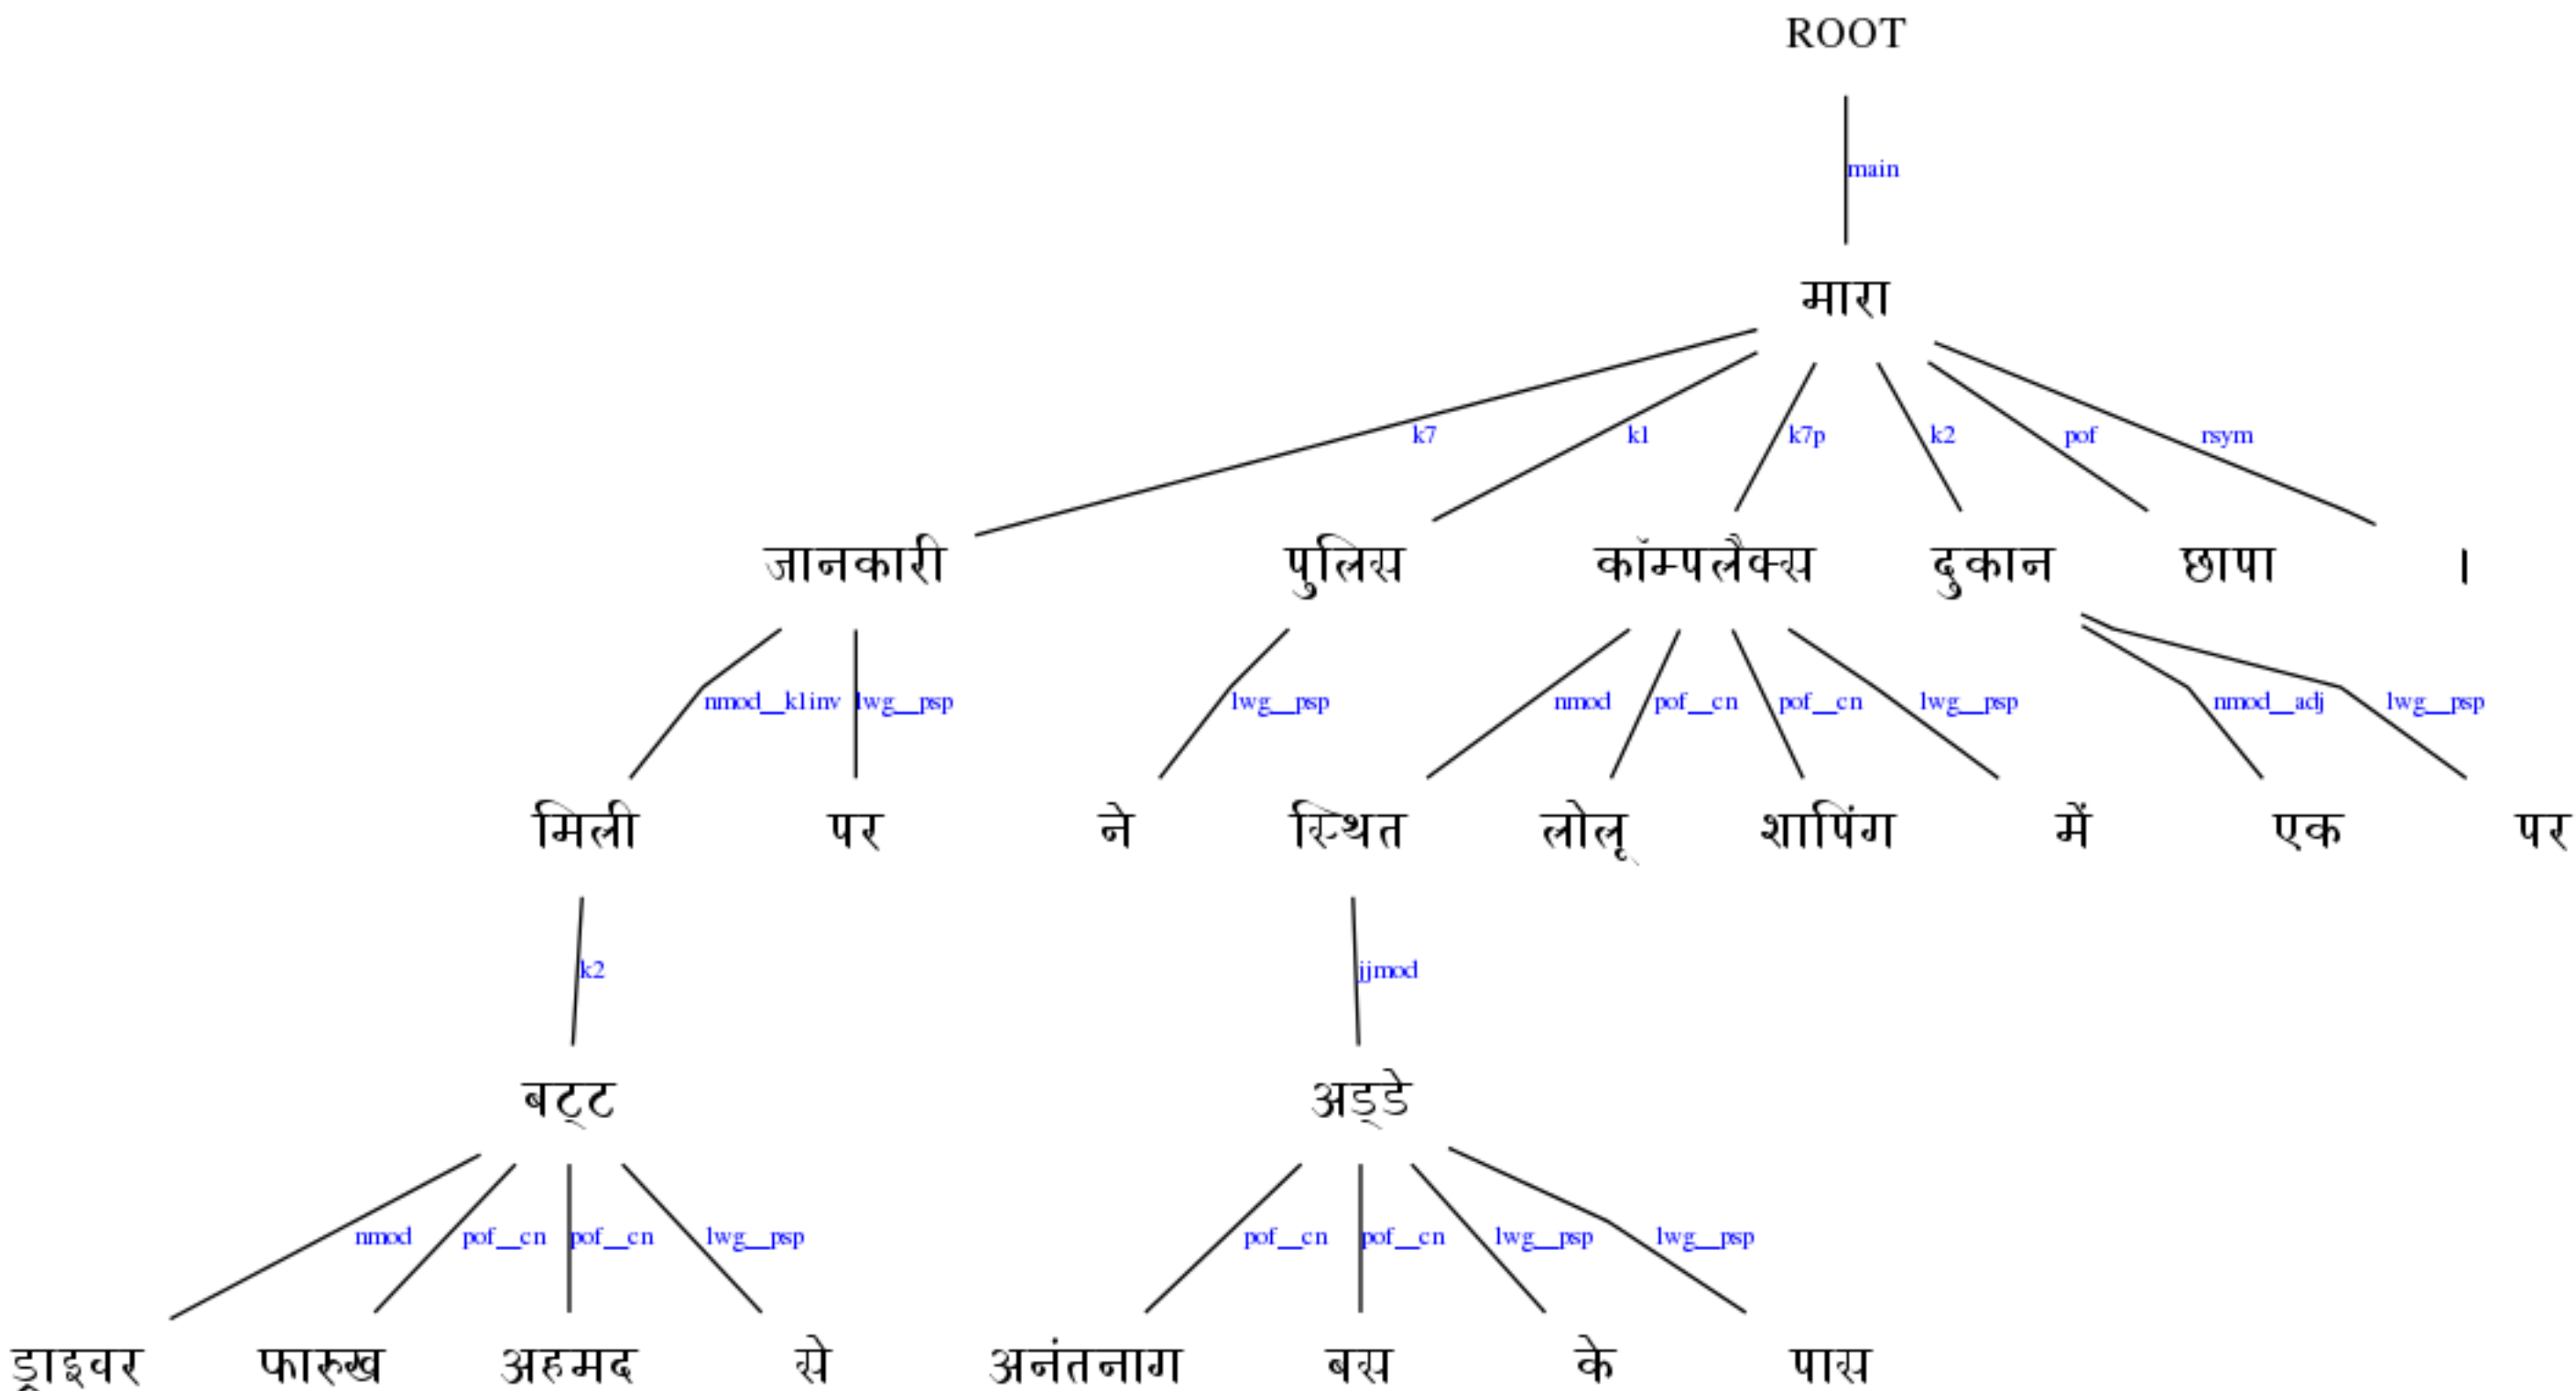 ROOT
main
मारा
k7 k1 k7p k2 pof rsym
जानकारी पुलिस कॉम्पलैक्स दुकान छापा ।
nmod__k1inv lwg__psp lwg__psp nmod pof__cn pof__cn lwg__psp nmod__adj lwg__psp
मिली पर ने स्थित लोलू शापिंग में एक पर
k2 jjmod
बट्ट अड्डे
nmod pof__cn pof__cn lwg__psp pof__cn pof__cn lwg__psp lwg__psp
ड्राइवर फारुख अहमद से अनंतनाग बस के पास